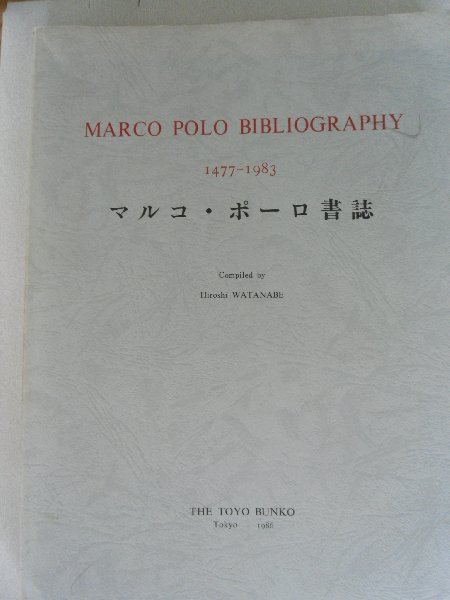 MARCO POLO BIBLIOGRAPHY
1477-1983
マルコ・ポーロ書誌
Compiled by
Hiroshi WATANABE
THE TOYO BUNKO
Tokyo 1986